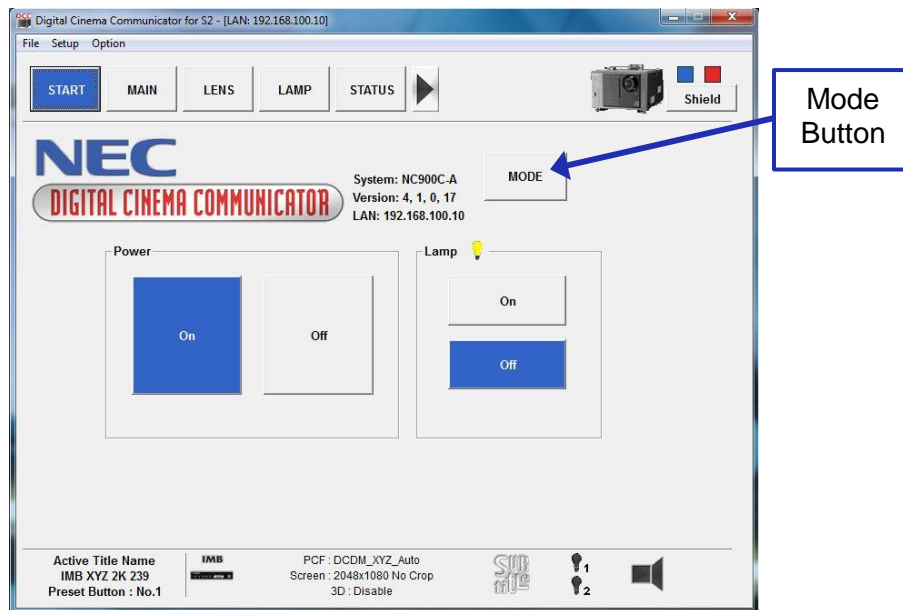 Digital Cinema Communicator for S2 - [LAN: 192.168.100.10]
File Setup Option
START MAIN LENS LAMP STATUS
Shield
Mode
Button
NEC
DIGITAL CINEMA COMMUNICATOR
System: NC900C-A
Version: 4, 1, 0, 17
LAN: 192.168.100.10
MODE
Power
On Off
Lamp
On
Off
Active Title Name
IMB XYZ 2K 239
Preset Button : No.1
IMB
PCF : DCDM_XYZ_Auto
Screen : 2048x1080 No Crop
3D : Disable
SUB
title
1
2